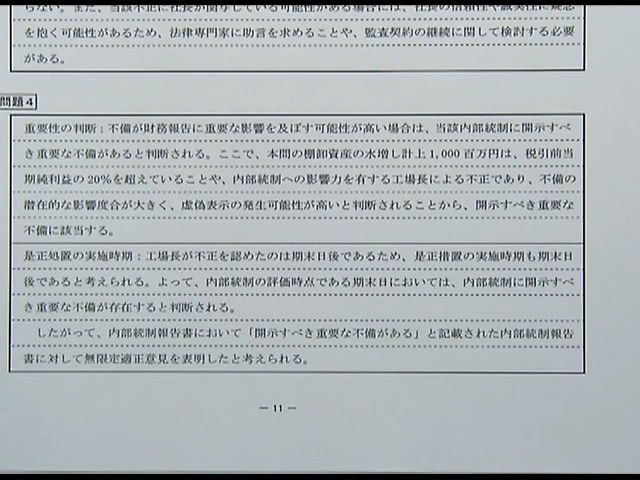 らない。また、当該不正に社長が関与している可能性がある場合には、社長の信頼性や誠実性に疑念
を抱く可能性があるため、法律専門家に助言を求めることや、監査契約の継続に関して検討する必要
がある。
問題4
重要性の判断：不備が財務報告に重要な影響を及ぼす可能性が高い場合は、当該内部統制に開示すべ
き重要な不備があると判断される。ここで、本問の棚卸資産の水増し計上1,000百万円は、税引前当
期純利益の20％を超えていることや、内部統制への影響力を有する工場長による不正であり、不備の
潜在的な影響度合が大きく、虚偽表示の発生可能性が高いと判断されることから、開示すべき重要な
不備に該当する。
是正処置の実施時期：工場長が不正を認めたのは期末日後であるため、是正措置の実施時期も期末日
後であると考えられる。よって、内部統制の評価時点である期末日においては、内部統制に開示すべ
き重要な不備が存在すると判断される。
したがって、内部統制報告書において「開示すべき重要な不備がある」と記載された内部統制報告
書に対して無限定適正意見を表明したと考えられる。
－ 11 －